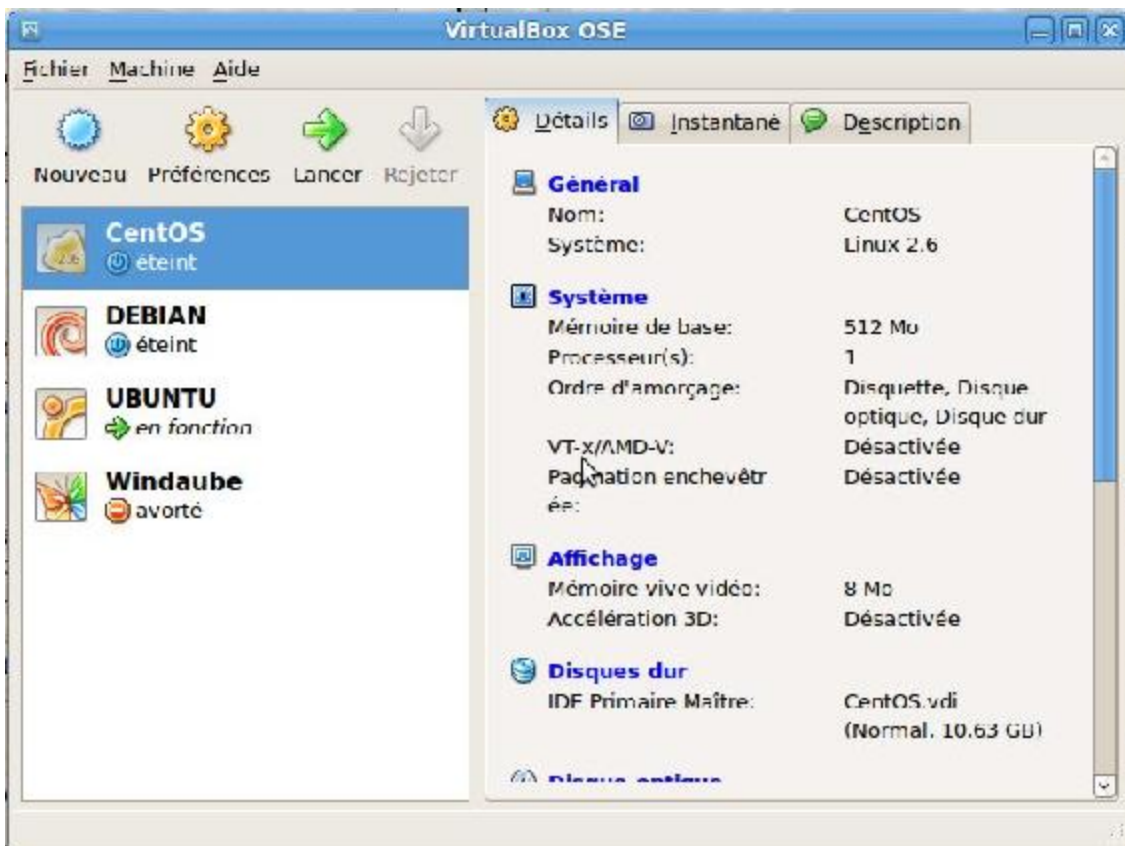 VirtualBox OSE
Fichier Machine Aide
Nouveau Préférences Lancer Rejeter
CentOS
éteint
DEBIAN
éteint
UBUNTU
en fonction
Windaube
avorté
Détails Instantané Description
Général
Nom: CentOS
Système: Linux 2.6
Système
Mémoire de base: 512 Mo
Processeur(s): 1
Ordre d'amorçage: Disquette, Disque
optique, Disque dur
VT-x/AMD-V: Désactivée
Pagination enchevêtr Désactivée
ée:
Affichage
Mémoire vive vidéo: 8 Mo
Accélération 3D: Désactivée
Disques dur
IDE Primaire Maître: CentOS.vdi
(Normal, 10,63 GB)
Disque optique